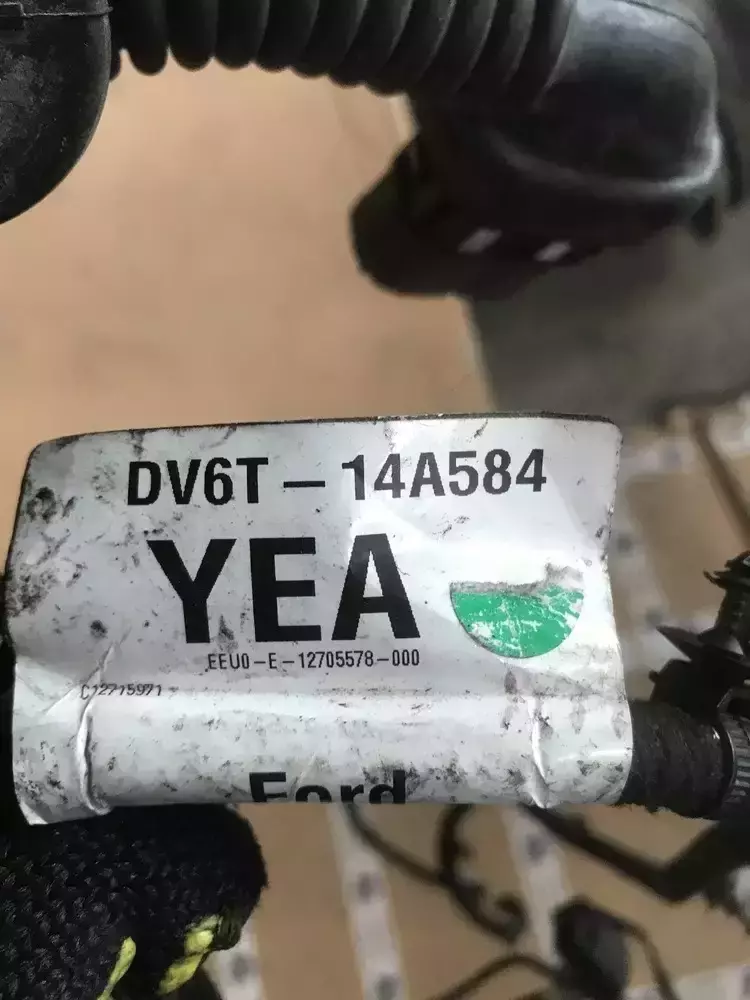 DV6T-14A584
YEA
EEU0-E-12705578-000
C12715971
Ford